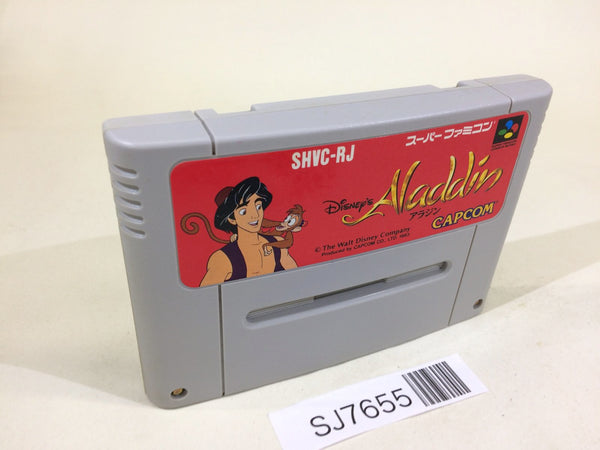 SHVC-RJ
スーパーファミコン
Disney's
Aladdin
アラジン
CAPCOM
© The Walt Disney Company
Produced by CAPCOM CO., LTD. 1993
SJ7655